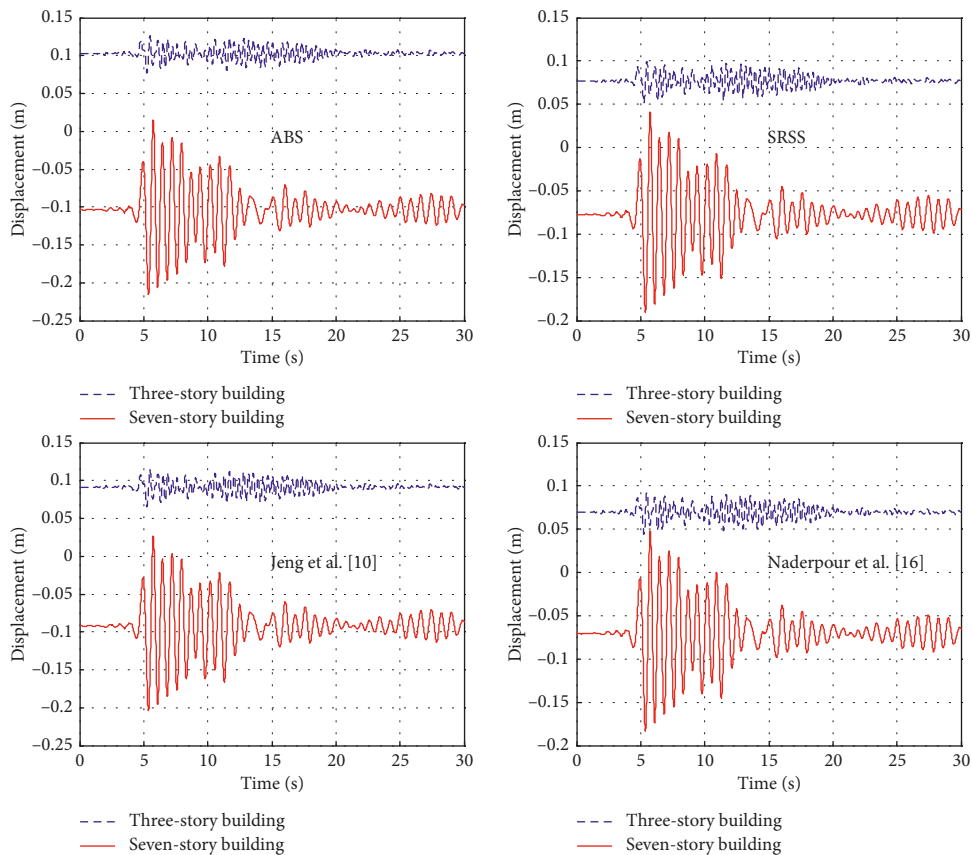 0.15
0.1
0.05
0
−0.05
−0.1
−0.15
−0.2
−0.25
Displacement (m)
ABS
0 5 10 15 20 25 30
Time (s)
Three-story building
Seven-story building
0.15
0.1
0.05
0
−0.05
−0.1
−0.15
−0.2
Displacement (m)
SRSS
0 5 10 15 20 25 30
Time (s)
Three-story building
Seven-story building
0.15
0.1
0.05
0
−0.05
−0.1
−0.15
−0.2
−0.25
Displacement (m)
Jeng et al. [10]
0 5 10 15 20 25 30
Time (s)
Three-story building
Seven-story building
0.15
0.1
0.05
0
−0.05
−0.1
−0.15
−0.2
Displacement (m)
Naderpour et al. [16]
0 5 10 15 20 25 30
Time (s)
Three-story building
Seven-story building